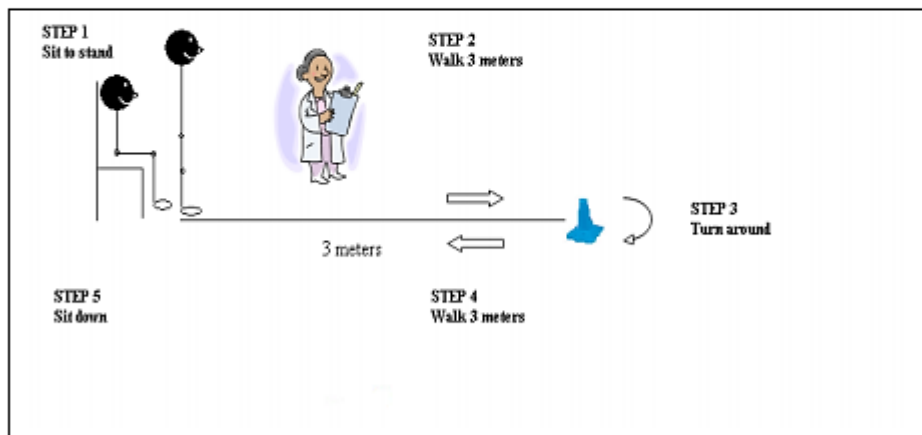 STEP 1
Sit to stand
STEP 2
Walk 3 meters
STEP 3
Turn around
3 meters
STEP 5
Sit down
STEP 4
Walk 3 meters